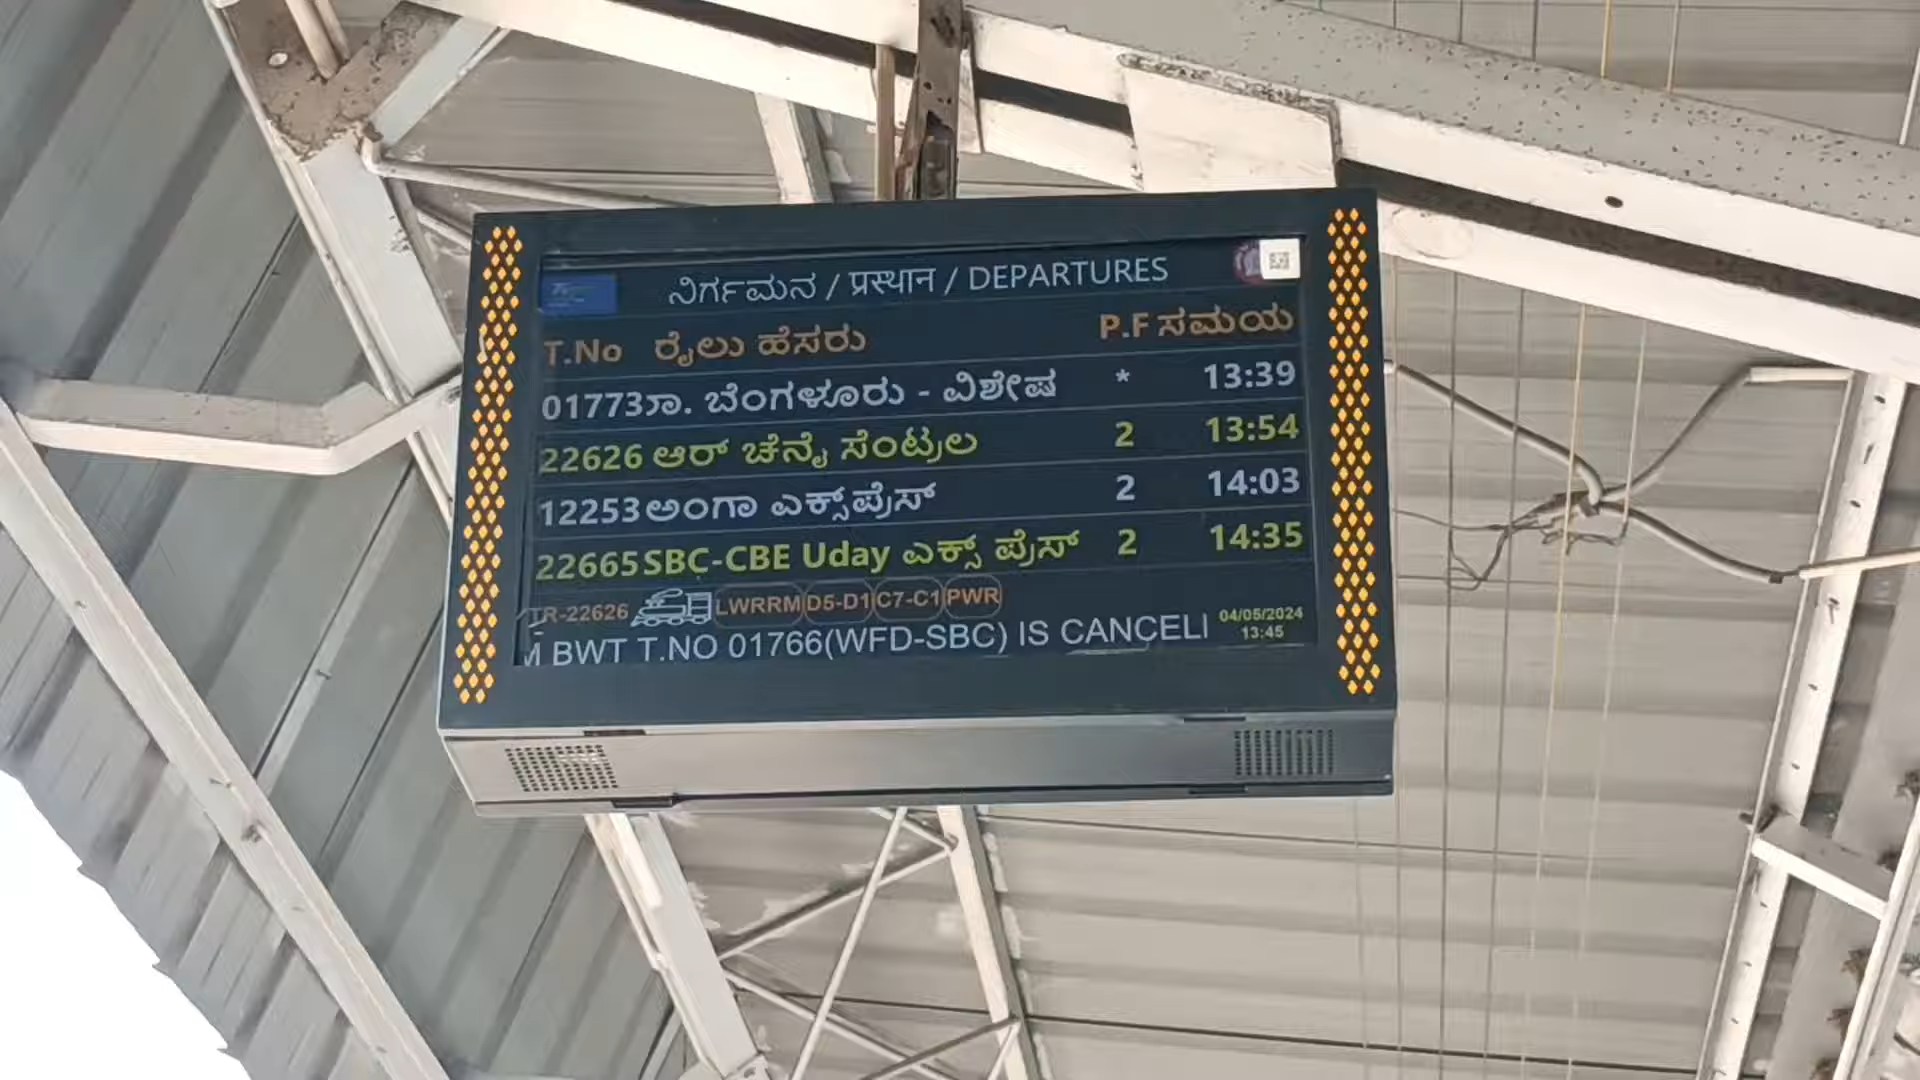 ನಿರ್ಗಮನ / प्रस्थान / DEPARTURES
T.No ರೈಲು ಹೆಸರು P.F ಸಮಯ
01773 ಬೆಂಗಳೂರು - ವಿಶೇಷ * 13:39
22626 ಆರ್ ಚೆನೈ ಸೆಂಟ್ರಲ 2 13:54
12253 ಅಂಗಾ ಎಕ್ಸ್‌ಪ್ರೆಸ್ 2 14:03
22665 SBC-CBE Uday ಎಕ್ಸ್ ಪ್ರೆಸ್ 2 14:35
TR-22626 LWRRM D5-D1 C7-C1 PWR
BWT T.NO 01766(WFD-SBC) IS CANCELI
04/05/2024
13:45